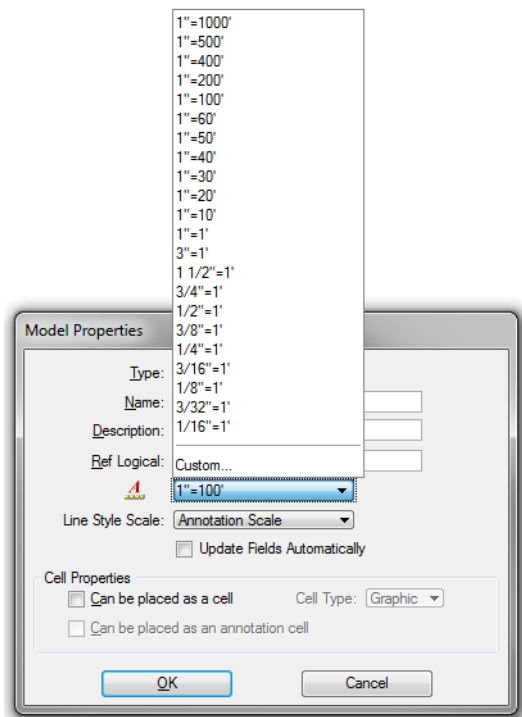 1"=1000'
1"=500'
1"=400'
1"=200'
1"=100'
1"=60'
1"=50'
1"=40'
1"=30'
1"=20'
1"=10'
1"=1'
3"=1'
1 1/2"=1'
3/4"=1'
1/2"=1'
3/8"=1'
1/4"=1'
3/16"=1'
1/8"=1'
3/32"=1'
1/16"=1'
Custom...
Model Properties
Type:
Name:
Description:
Ref Logical:
A 1"=100'
Line Style Scale: Annotation Scale
Update Fields Automatically
Cell Properties
Can be placed as a cell Cell Type: Graphic
Can be placed as an annotation cell
OK Cancel